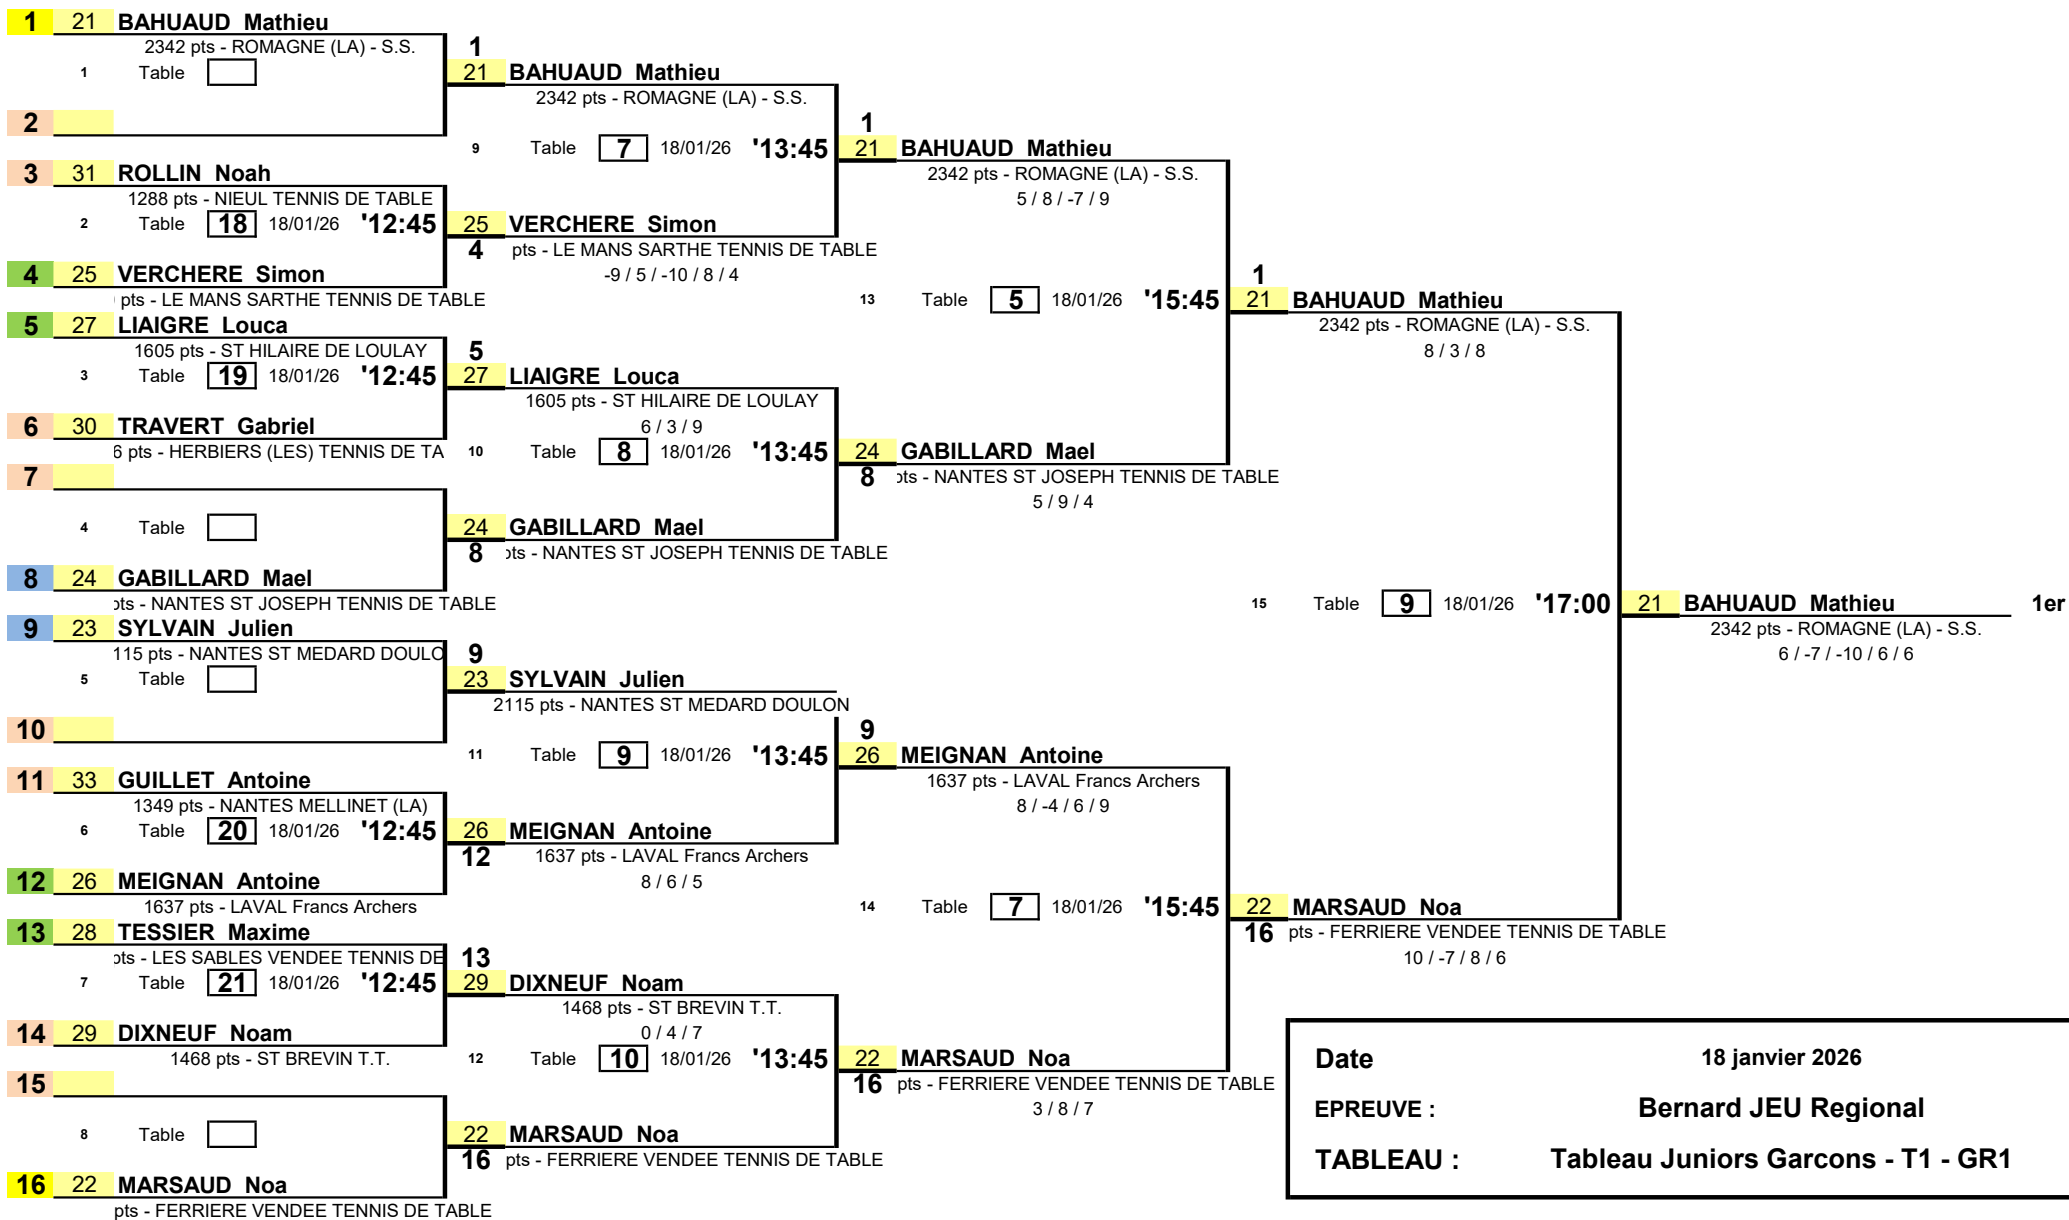 1 21 BAHUAUD Mathieu
2342 pts - ROMAGNE (LA) - S.S.
1 Table
2
3 31 ROLLIN Noah
1288 pts - NIEUL TENNIS DE TABLE
2 Table 18 18/01/26 '12:45
4 25 VERCHERE Simon
pts - LE MANS SARTHE TENNIS DE TABLE
5 27 LIAIGRE Louca
1605 pts - ST HILAIRE DE LOULAY
3 Table 19 18/01/26 '12:45
6 30 TRAVERT Gabriel
6 pts - HERBIERS (LES) TENNIS DE TA
7
4 Table
8 24 GABILLARD Mael
pts - NANTES ST JOSEPH TENNIS DE TABLE
9 23 SYLVAIN Julien
115 pts - NANTES ST MEDARD DOULO
5 Table
10
11 33 GUILLET Antoine
1349 pts - NANTES MELLINET (LA)
6 Table 20 18/01/26 '12:45
12 26 MEIGNAN Antoine
1637 pts - LAVAL Francs Archers
13 28 TESSIER Maxime
pts - LES SABLES VENDEE TENNIS DE
7 Table 21 18/01/26 '12:45
14 29 DIXNEUF Noam
1468 pts - ST BREVIN T.T.
15
8 Table
16 22 MARSAUD Noa
pts - FERRIERE VENDEE TENNIS DE TABLE
1
21 BAHUAUD Mathieu
2342 pts - ROMAGNE (LA) - S.S.
9 Table 7 18/01/26 '13:45
25 VERCHERE Simon
4 pts - LE MANS SARTHE TENNIS DE TABLE
-9 / 5 / -10 / 8 / 4
5
27 LIAIGRE Louca
1605 pts - ST HILAIRE DE LOULAY
6 / 3 / 9
10 Table 8 18/01/26 '13:45
24 GABILLARD Mael
8 pts - NANTES ST JOSEPH TENNIS DE TABLE
9
23 SYLVAIN Julien
2115 pts - NANTES ST MEDARD DOULON
11 Table 9 18/01/26 '13:45
26 MEIGNAN Antoine
12 1637 pts - LAVAL Francs Archers
8 / 6 / 5
13
29 DIXNEUF Noam
1468 pts - ST BREVIN T.T.
0 / 4 / 7
12 Table 10 18/01/26 '13:45
22 MARSAUD Noa
16 pts - FERRIERE VENDEE TENNIS DE TABLE
1
21 BAHUAUD Mathieu
2342 pts - ROMAGNE (LA) - S.S.
5 / 8 / -7 / 9
13 Table 5 18/01/26 '15:45
24 GABILLARD Mael
8 pts - NANTES ST JOSEPH TENNIS DE TABLE
5 / 9 / 4
9
26 MEIGNAN Antoine
1637 pts - LAVAL Francs Archers
8 / -4 / 6 / 9
14 Table 7 18/01/26 '15:45
22 MARSAUD Noa
16 pts - FERRIERE VENDEE TENNIS DE TABLE
3 / 8 / 7
1
21 BAHUAUD Mathieu
2342 pts - ROMAGNE (LA) - S.S.
8 / 3 / 8
15 Table 9 18/01/26 '17:00
22 MARSAUD Noa
16 pts - FERRIERE VENDEE TENNIS DE TABLE
10 / -7 / 8 / 6
21 BAHUAUD Mathieu 1er
2342 pts - ROMAGNE (LA) - S.S.
6 / -7 / -10 / 6 / 6
Date 18 janvier 2026
EPREUVE : Bernard JEU Regional
TABLEAU : Tableau Juniors Garcons - T1 - GR1